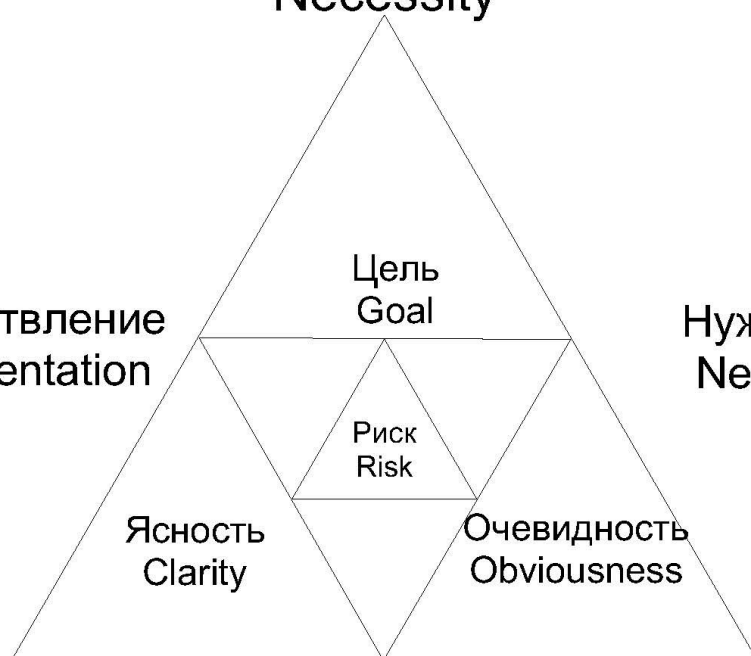 Necessity
Цель
Goal
твление
entation
Нуж
Ne
Риск
Risk
Ясность
Clarity
Очевидность
Obviousness